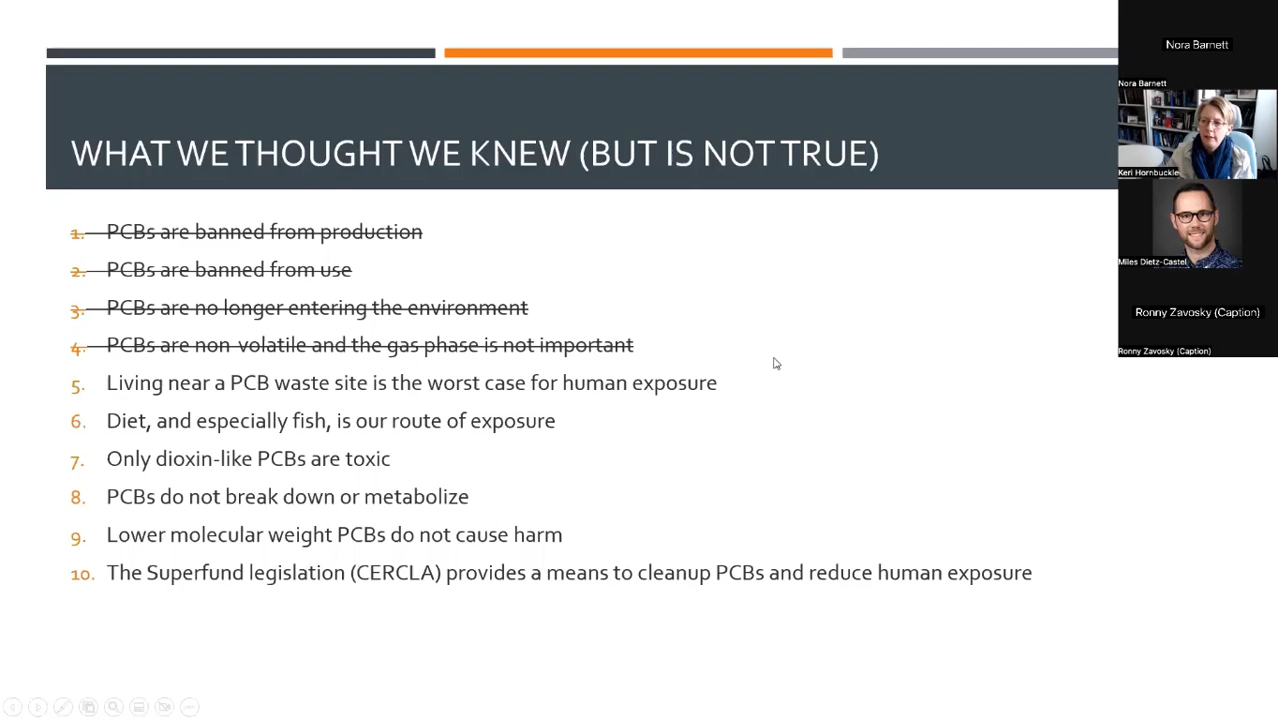 WHAT WE THOUGHT WE KNEW (BUT IS NOT TRUE)
1. PCBs are banned from production
2. PCBs are banned from use
3. PCBs are no longer entering the environment
4. PCBs are non-volatile and the gas phase is not important
5. Living near a PCB waste site is the worst case for human exposure
6. Diet, and especially fish, is our route of exposure
7. Only dioxin-like PCBs are toxic
8. PCBs do not break down or metabolize
9. Lower molecular weight PCBs do not cause harm
10. The Superfund legislation (CERCLA) provides a means to cleanup PCBs and reduce human exposure
Nora Barnett
Nora Barnett
Keri Hornbuckle
Miles Dietz-Castel
Ronny Zavosky (Caption)
Ronny Zavosky (Caption)